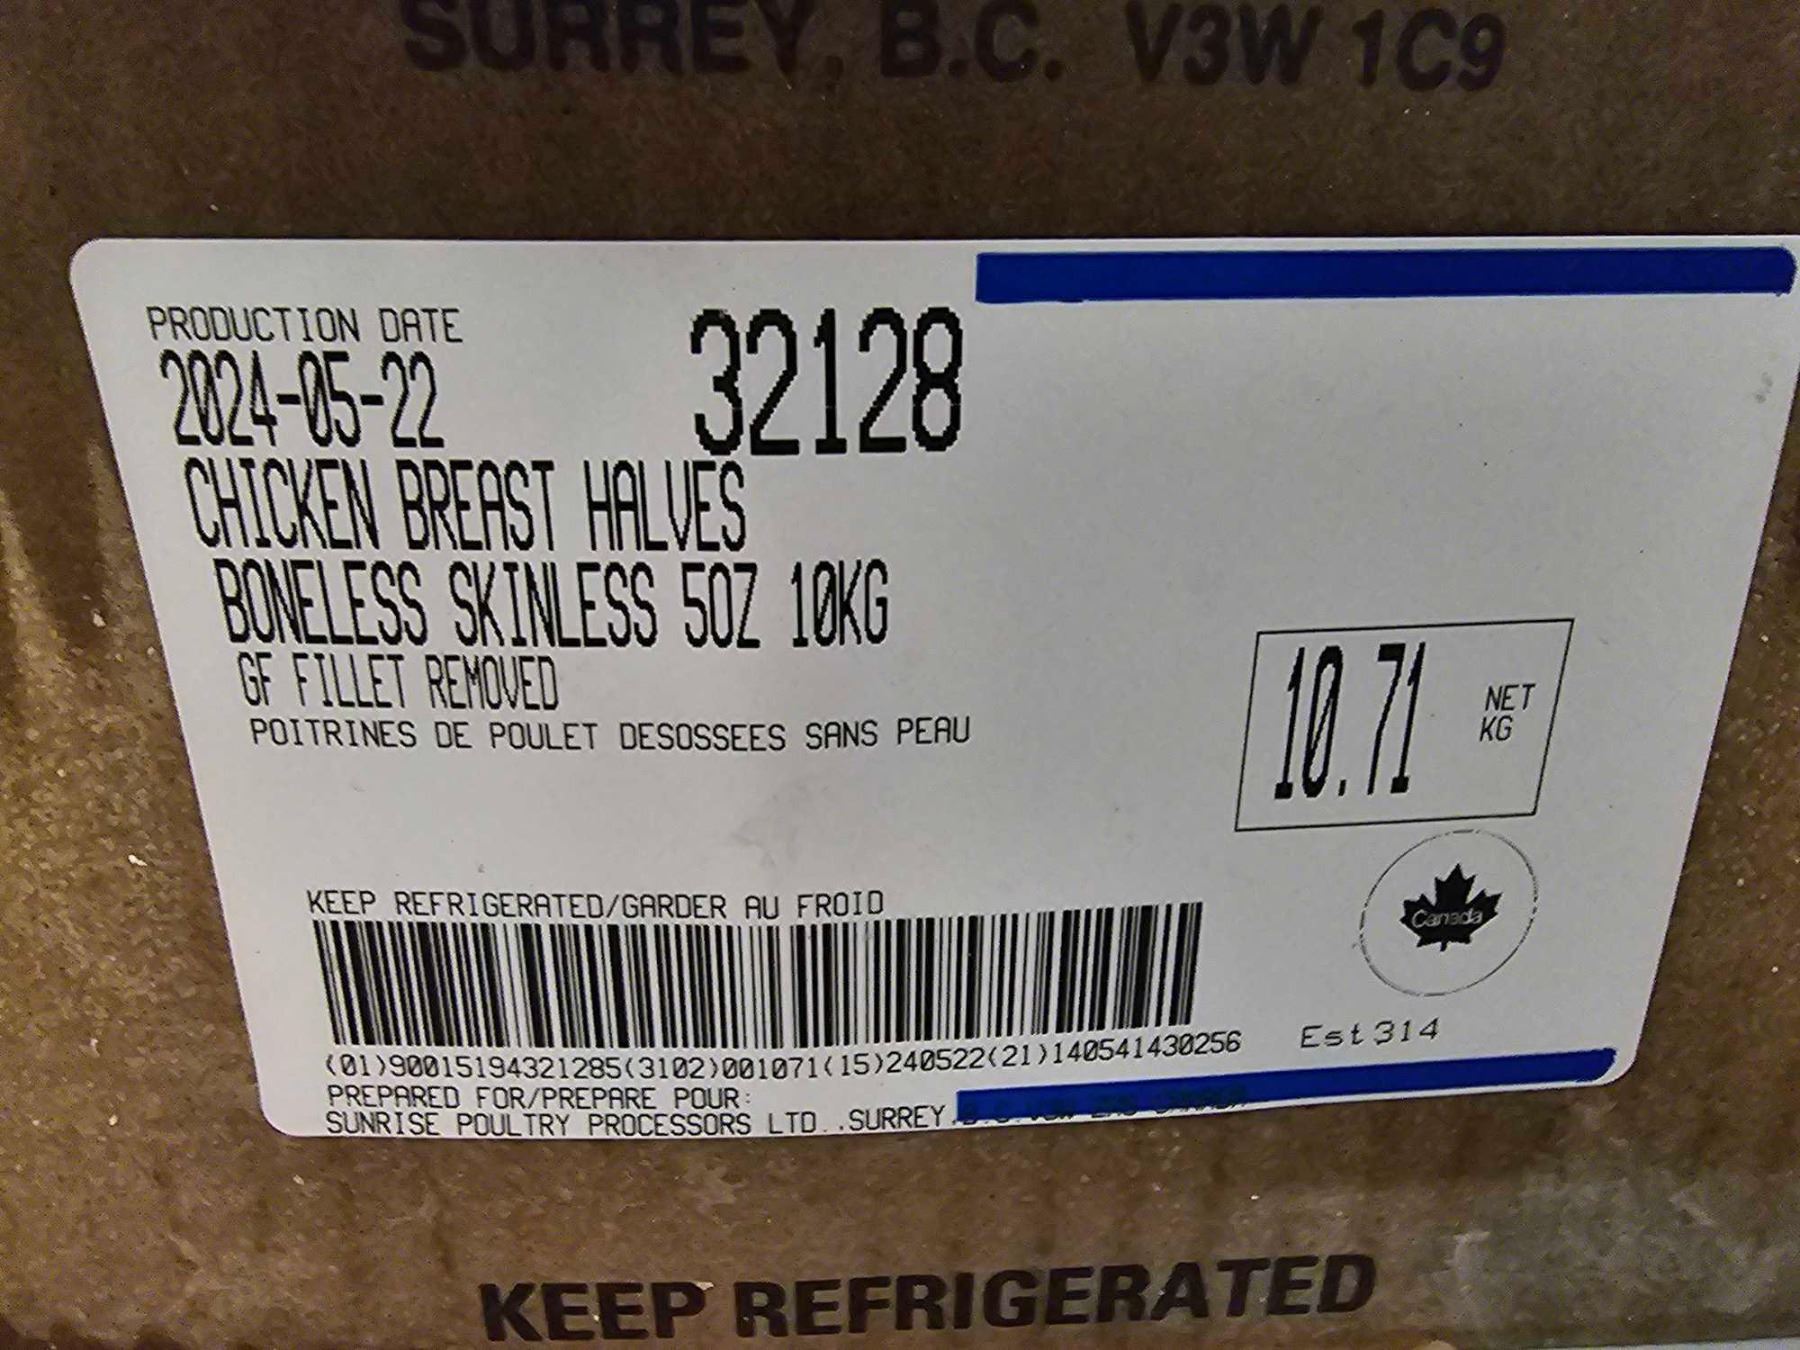 SURREY, B.C. V3W 1C9
PRODUCTION DATE
2024-05-22
32128
CHICKEN BREAST HALVES
BONELESS SKINLESS 5OZ 10KG
GF FILLET REMOVED
POITRINES DE POULET DESOSSEES SANS PEAU
10.71 NET KG
KEEP REFRIGERATED/GARDER AU FROID
Canada
(01)90015194321285(3102)001071(15)240522(21)140541430256
Est 314
PREPARED FOR/PREPARE POUR:
SUNRISE POULTRY PROCESSORS LTD.,SURREY,
KEEP REFRIGERATED